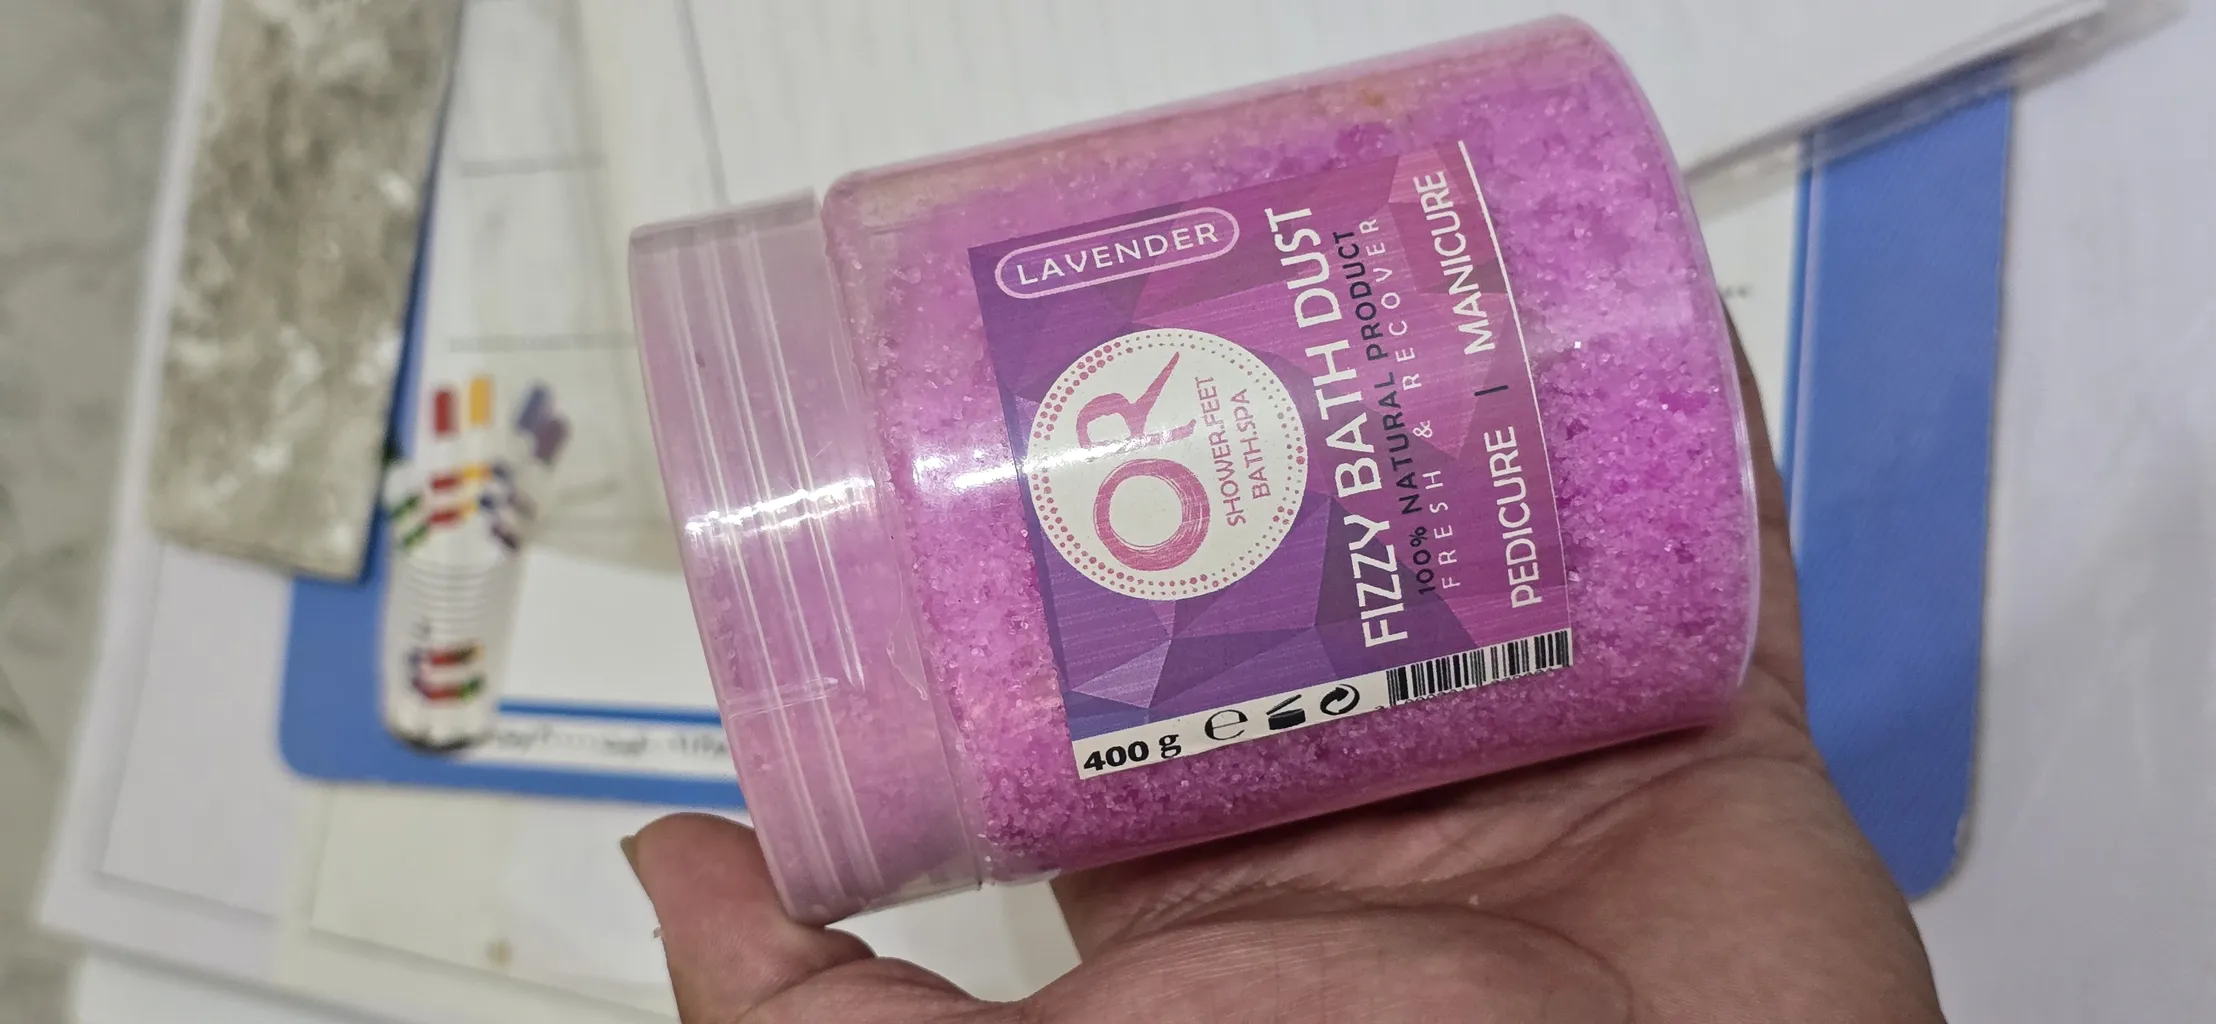 LAVENDER
OR
SHOWER.FEET
BATH.SPA
FIZZY BATH DUST
100% NATURAL PRODUCT
FRESH & RECOVER
PEDICURE | MANICURE
400 g ℮